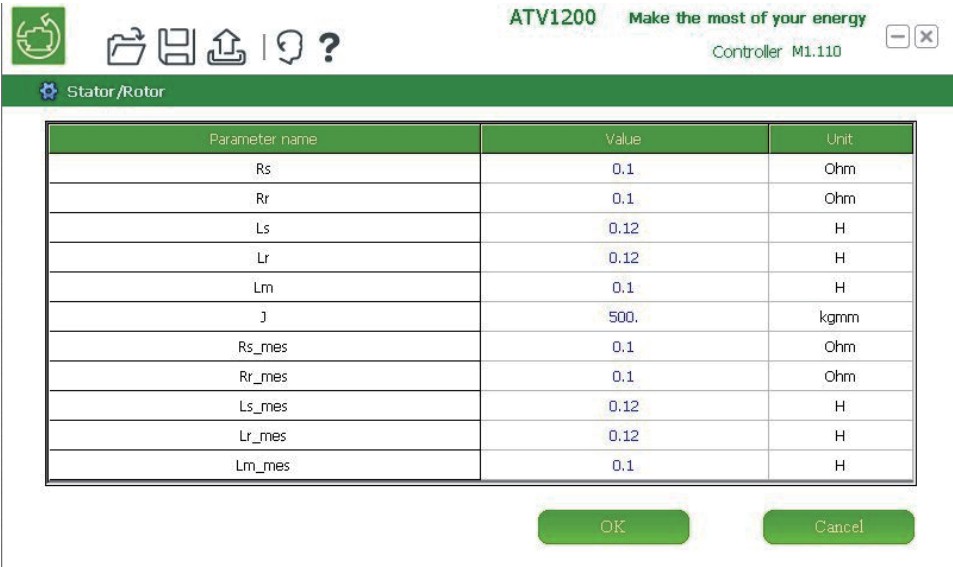 ATV1200 Make the most of your energy
?
Controller M1.110
Stator/Rotor
Parameter name Value Unit
Rs 0.1 Ohm
Rr 0.1 Ohm
Ls 0.12 H
Lr 0.12 H
Lm 0.1 H
J 500. kgmm
Rs_mes 0.1 Ohm
Rr_mes 0.1 Ohm
Ls_mes 0.12 H
Lr_mes 0.12 H
Lm_mes 0.1 H
OK Cancel